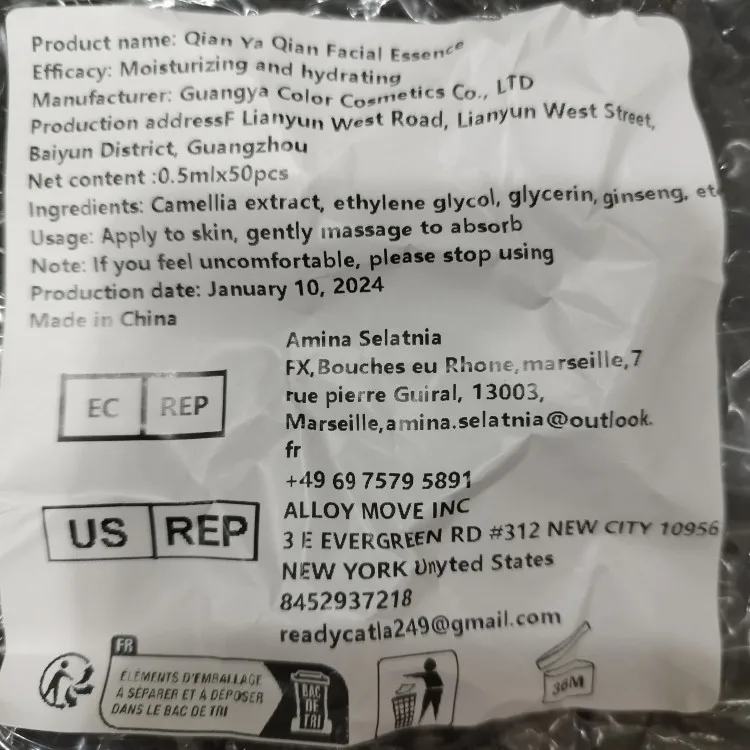 Product name: Qian Ya Qian Facial Essence
Efficacy: Moisturizing and hydrating
Manufacturer: Guangya Color Cosmetics Co., LTD
Production addressF Lianyun West Road, Lianyun West Street,
Baiyun District, Guangzhou
Net content :0.5mlx50pcs
Ingredients: Camellia extract, ethylene glycol, glycerin, ginseng, etc
Usage: Apply to skin, gently massage to absorb
Note: If you feel uncomfortable, please stop using
Production date: January 10, 2024
Made in China
EC REP
Amina Selatnia
FX,Bouches eu Rhone,marseille,7
rue pierre Guiral, 13003,
Marseille,amina.selatnia@outlook.
fr
+49 69 7579 5891
US REP
ALLOY MOVE INC
3 E EVERGREEN RD #312 NEW CITY 10956
NEW YORK Unyted States
8452937218
readycatla249@gmail.com
FR
ÉLÉMENTS D'EMBALLAGE
À SÉPARER ET À DÉPOSER
DANS LE BAC DE TRI
BAC
DE
TRI
36M